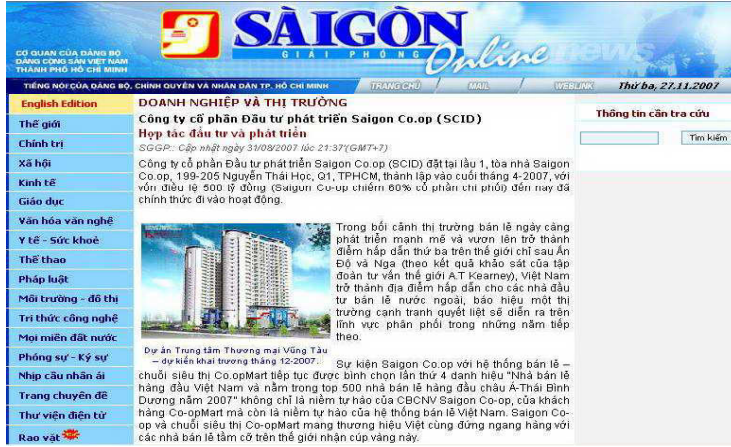 CƠ QUAN CỦA ĐẢNG BỘ
ĐẢNG CỘNG SẢN VIỆT NAM
THÀNH PHỐ HỒ CHÍ MINH
SÀIGÒN
GIẢI PHÓNG
Online news
TIẾNG NÓI CỦA ĐẢNG BỘ, CHÍNH QUYỀN VÀ NHÂN DÂN TP. HỒ CHÍ MINH
TRANG CHỦ
MAIL
WEBLINK
Thứ ba, 27.11.2007
English Edition
Thế giới
Chính trị
Xã hội
Kinh tế
Giáo dục
Văn hóa văn nghệ
Y tế - Sức khoẻ
Thể thao
Pháp luật
Môi trường - đô thị
Tri thức công nghệ
Mọi miền đất nước
Phóng sự - Ký sự
Nhịp cầu nhân ái
Trang chuyên đề
Thư viện điện tử
Rao vặt
DOANH NGHIỆP VÀ THỊ TRƯỜNG
Công ty cổ phần Đầu tư phát triển Saigon Co.op (SCID)
Hợp tác đầu tư và phát triển
SGGP:: Cập nhật ngày 31/08/2007 lúc 21:37'(GMT+7)
Công ty cổ phần Đầu tư phát triển Saigon Co.op (SCID) đặt tại lầu 1, tòa nhà Saigon
Co.op, 199-205 Nguyễn Thái Học, Q1, TPHCM, thành lập vào cuối tháng 4-2007, với
vốn điều lệ 500 tỷ đồng (Saigon Co-op chiếm 60% cổ phần chi phối) đến nay đã
chính thức đi vào hoạt động.
Trong bối cảnh thị trường bán lẻ ngày càng
phát triển mạnh mẽ và vươn lên trở thành
điểm hấp dẫn thứ ba trên thế giới chỉ sau Ấn
Độ và Nga (theo kết quả khảo sát của tập
đoàn tư vấn thế giới A.T Kearney), Việt Nam
trở thành địa điểm hấp dẫn cho các nhà đầu
tư bán lẻ nước ngoài, báo hiệu một thị
trường cạnh tranh quyết liệt sẽ diễn ra trên
lĩnh vực phân phối trong những năm tiếp
theo.
Dự án Trung tâm Thương mại Vũng Tàu
– dự kiến khai trương tháng 12-2007.
Sự kiện Saigon Co.op với hệ thống bán lẻ –
chuỗi siêu thị Co.opMart tiếp tục được bình chọn lần thứ 4 danh hiệu "Nhà bán lẻ
hàng đầu Việt Nam và nằm trong top 500 nhà bán lẻ hàng đầu châu Á-Thái Bình
Dương năm 2007" không chỉ là niềm tự hào của CBCNV Saigon Co-op, của khách
hàng Co-opMart mà còn là niềm tự hào của hệ thống bán lẻ Việt Nam. Saigon Co-
op và chuỗi siêu thị Co-opMart mang thương hiệu Việt cùng đứng ngang hàng với
các nhà bán lẻ tầm cỡ trên thế giới nhận cúp vàng này.
Thông tin cần tra cứu
Tìm kiếm